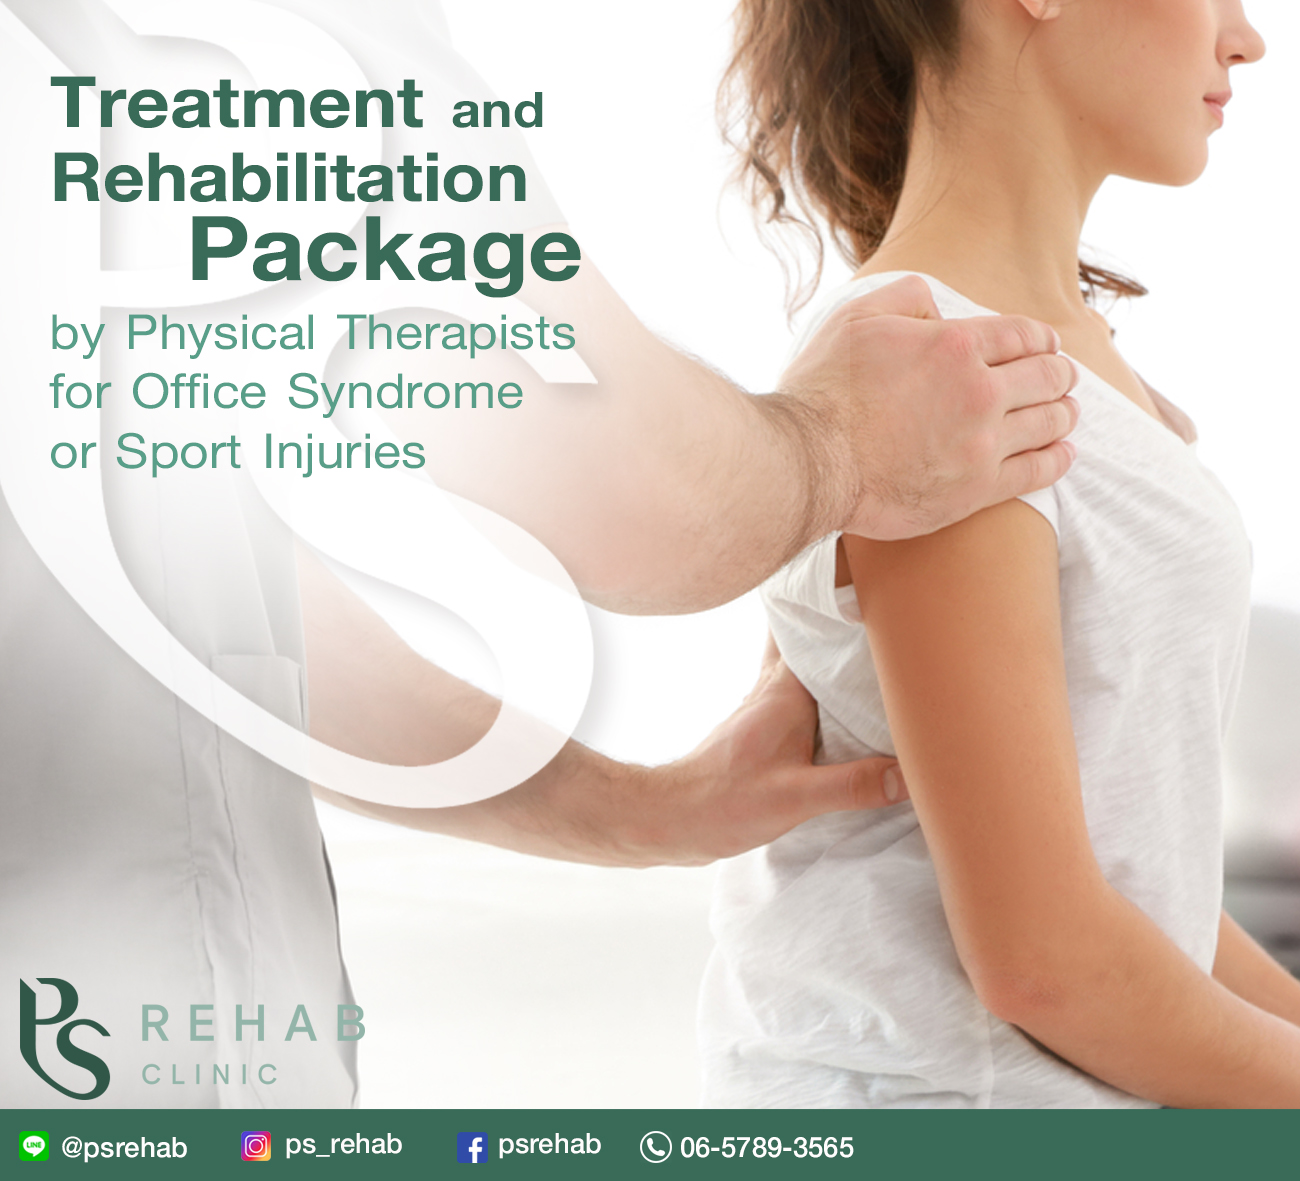 Treatment and
Rehabilitation
Package
by Physical Therapists
for Office Syndrome
or Sport Injuries
PS
REHAB
CLINIC
LINE @psrehab ps_rehab psrehab 06-5789-3565